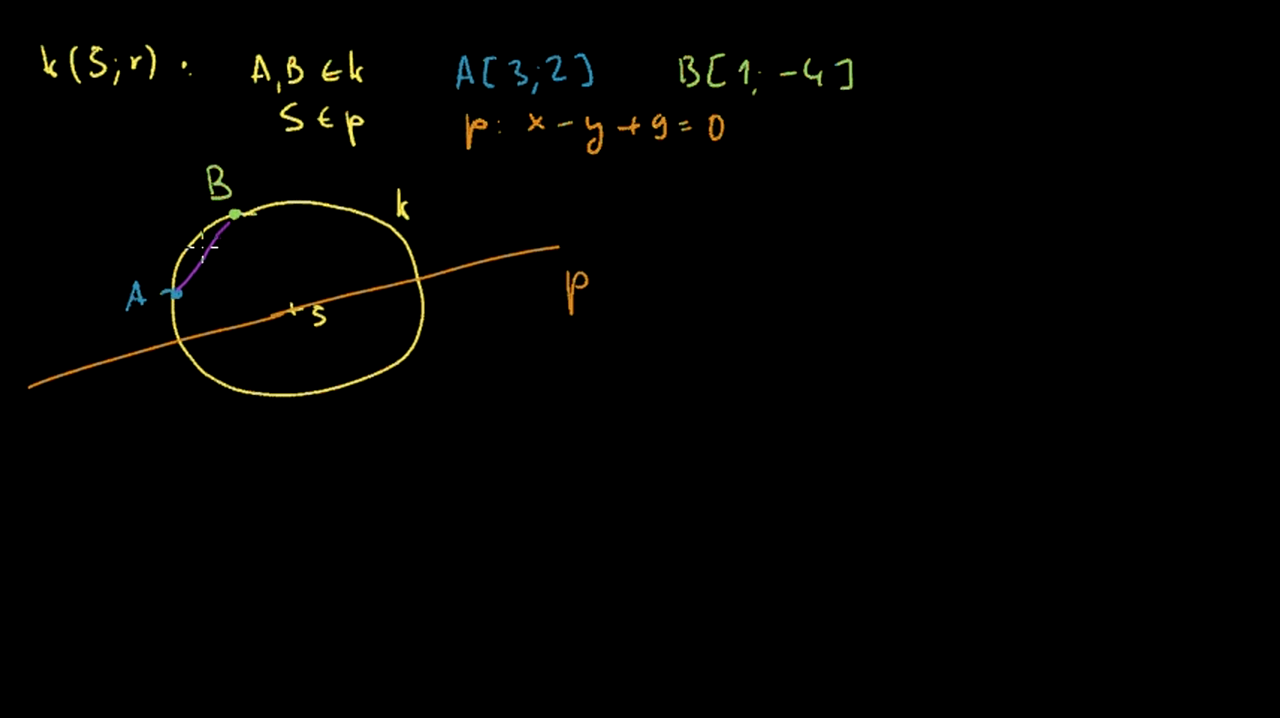 k(S;r): A,B ∈ k A[3;2] B[1;-4]
S ∈ p p: x-y+9=0
B
k
A
S
p